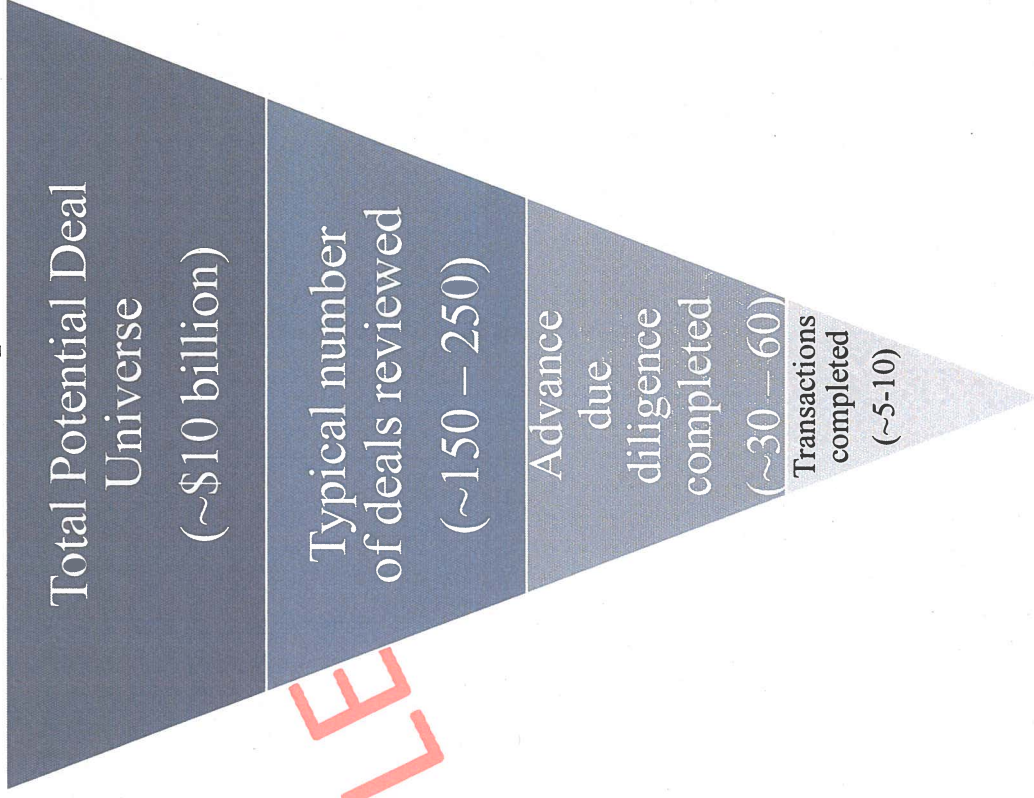 Total Potential Deal
Universe
(~$10 billion)
Typical number
of deals reviewed
(~150 – 250)
Advance
due
diligence
completed
(~30 – 60)
Transactions
completed
(~5-10)
LE